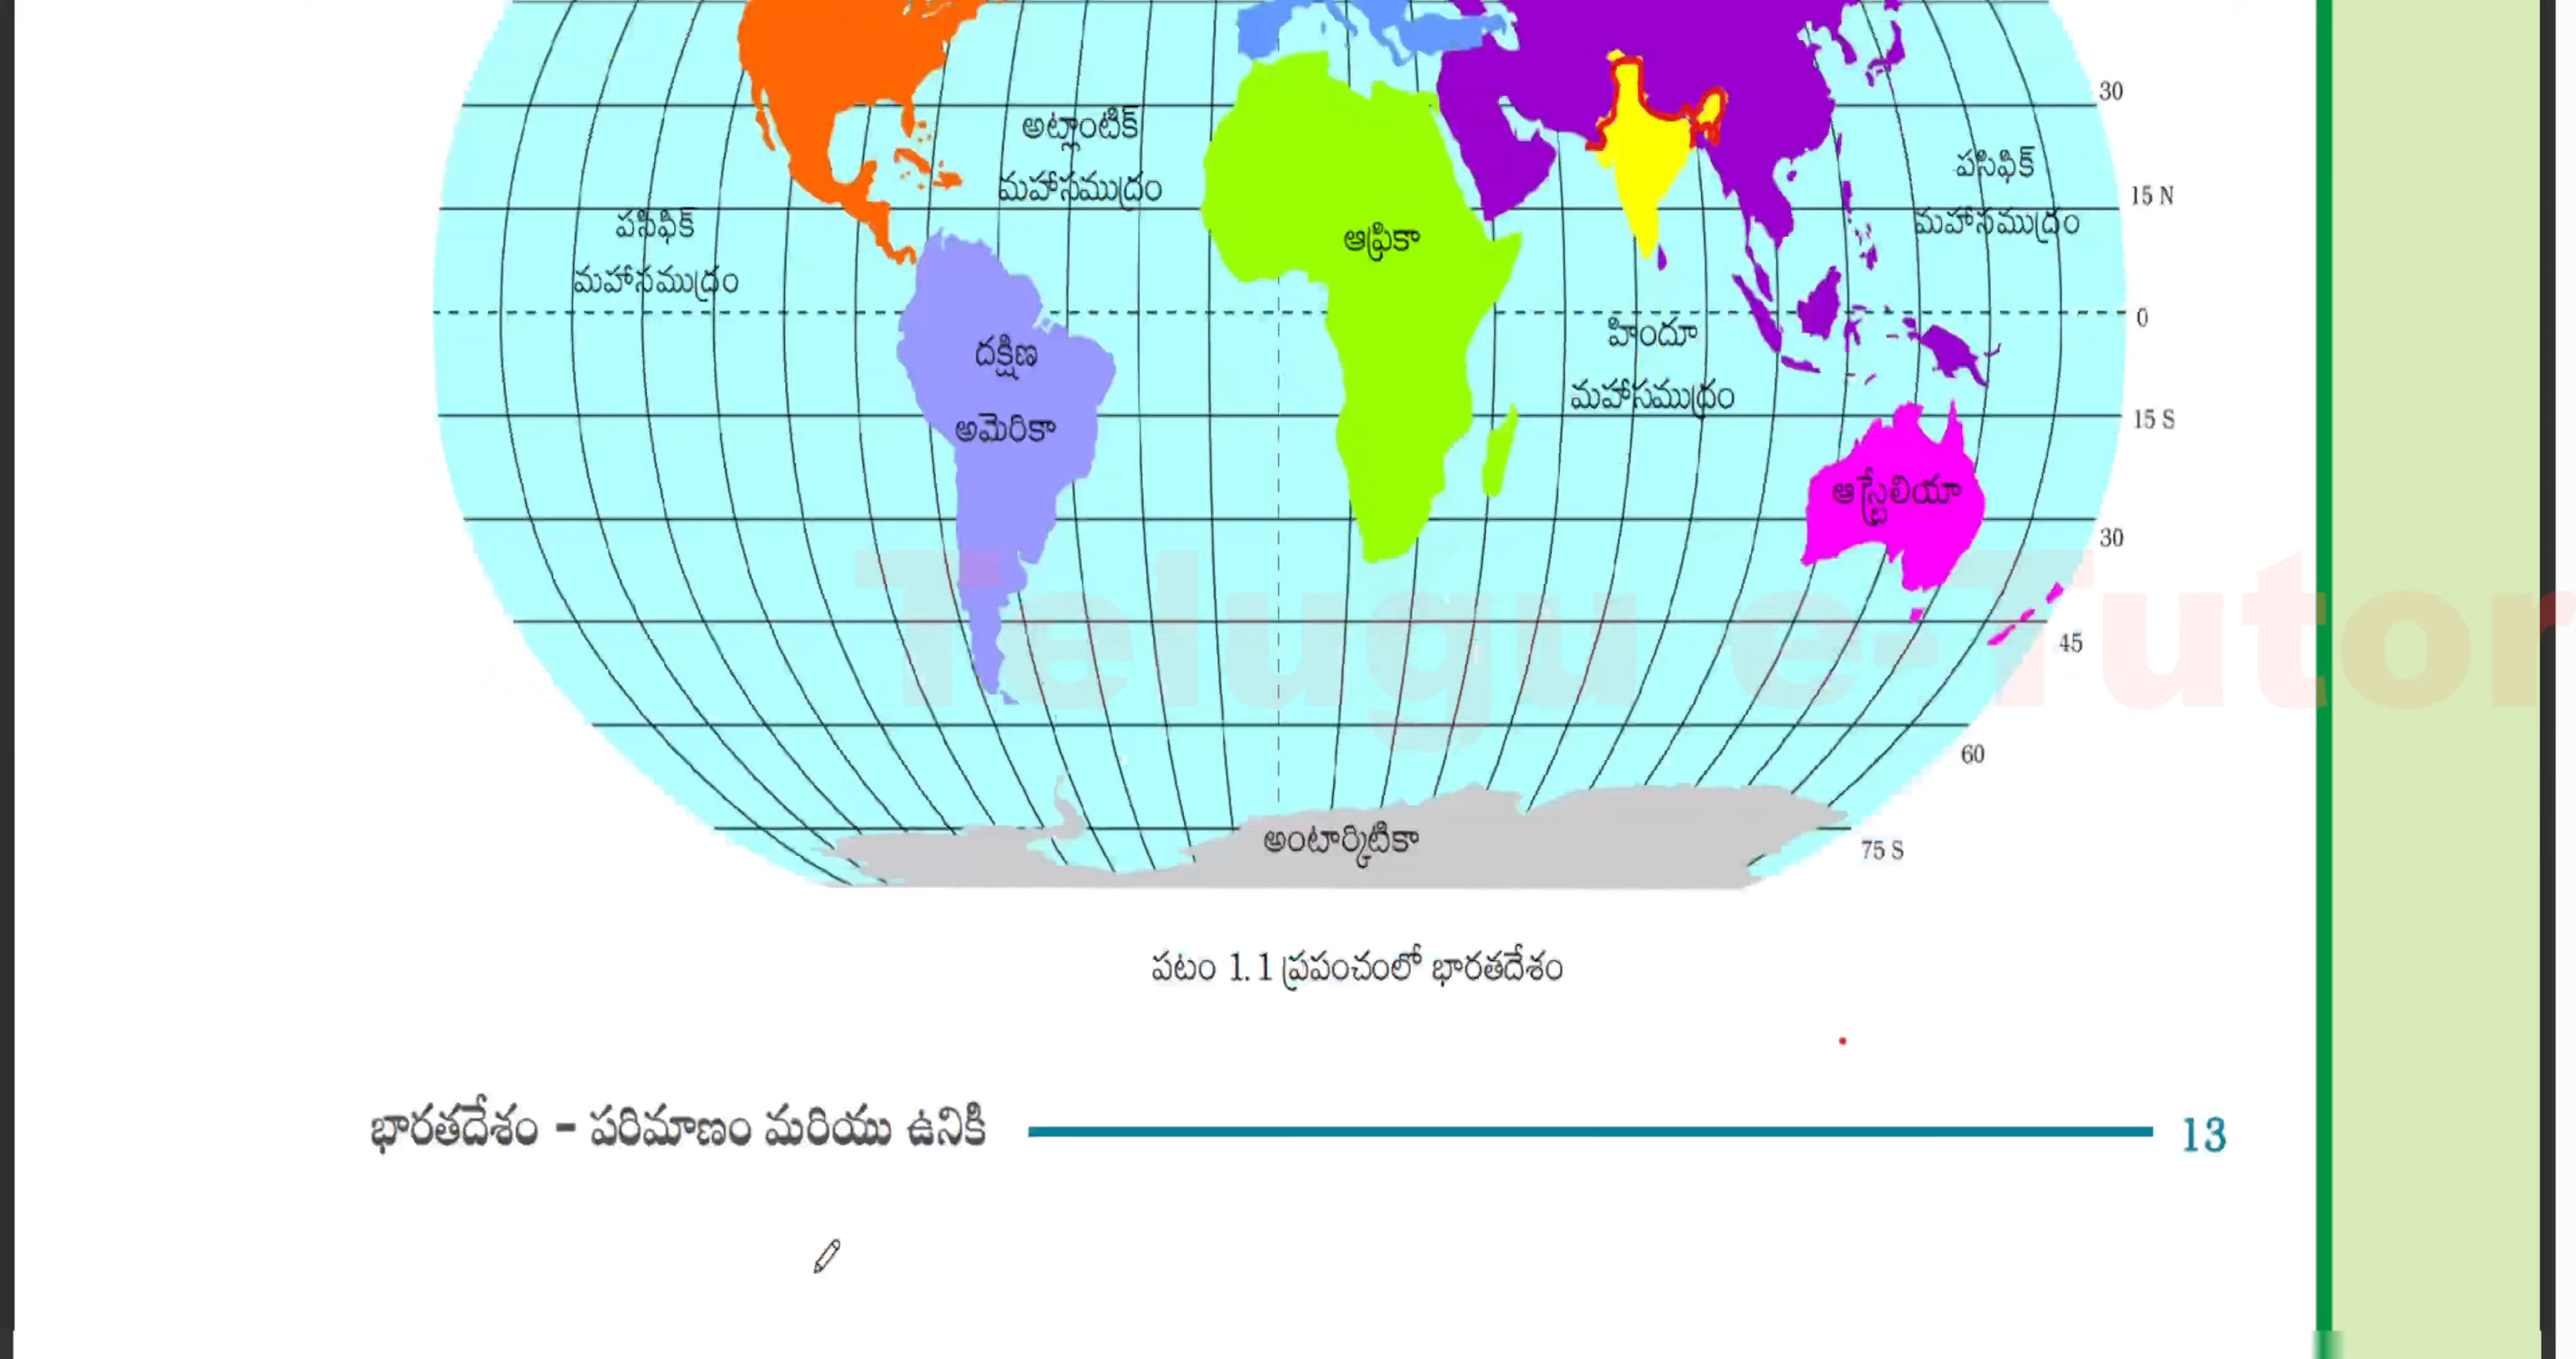 30
అట్లాంటిక్
మహాసముద్రం
పసిఫిక్
మహాసముద్రం
15 N
పసిఫిక్
మహాసముద్రం
ఆఫ్రికా
0
హిందూ
మహాసముద్రం
దక్షిణ
అమెరికా
15 S
ఆస్ట్రేలియా
30
Telugu e-Tutor
45
60
అంటార్కిటికా
75 S
పటం 1.1 ప్రపంచంలో భారతదేశం
భారతదేశం - పరిమాణం మరియు ఉనికి 13